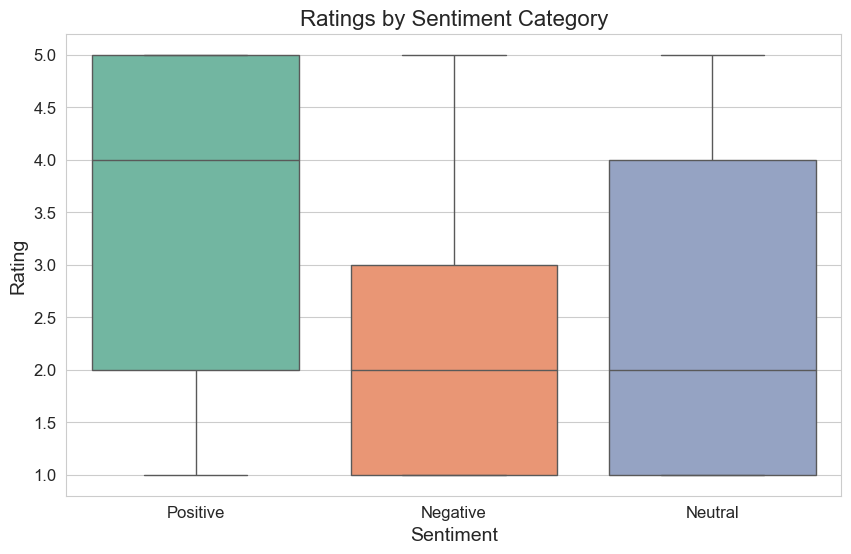 Ratings by Sentiment Category
Rating
5.0
4.5
4.0
3.5
3.0
2.5
2.0
1.5
1.0
Positive Negative Neutral
Sentiment